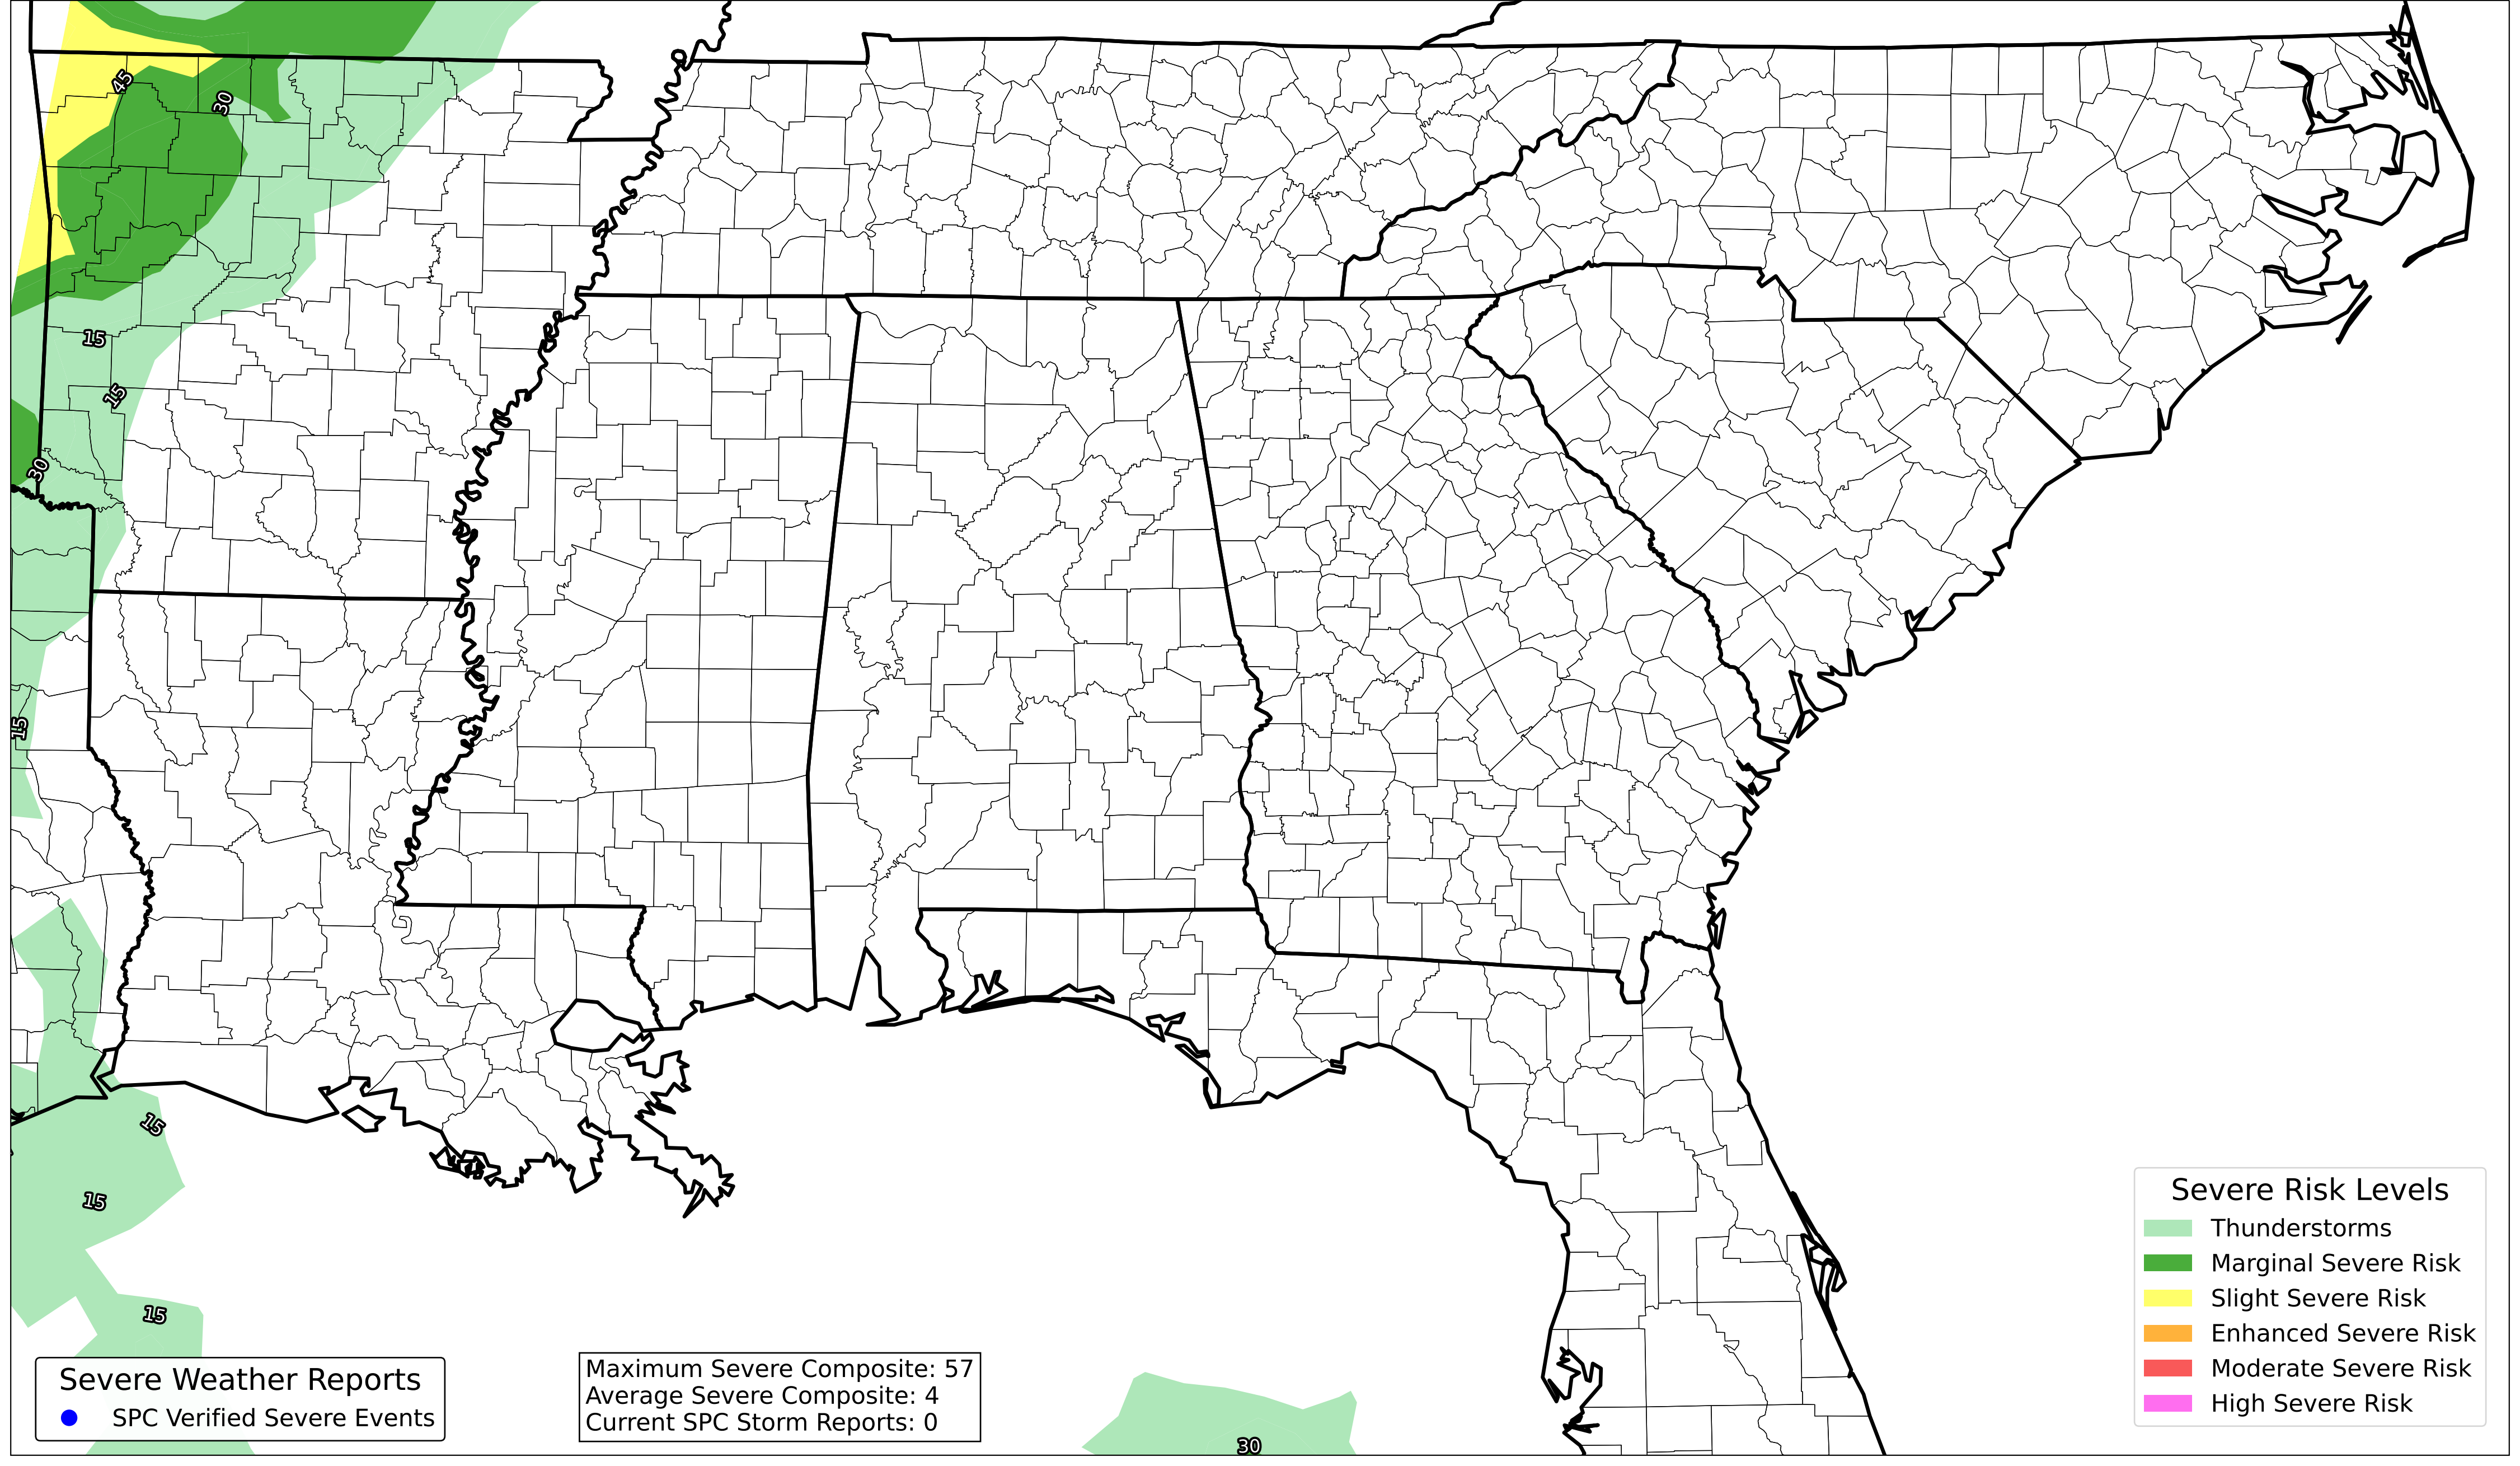 45
30
15
15
30
15
15
15
15
30
Severe Weather Reports
SPC Verified Severe Events
Maximum Severe Composite: 57
Average Severe Composite: 4
Current SPC Storm Reports: 0
Severe Risk Levels
Thunderstorms
Marginal Severe Risk
Slight Severe Risk
Enhanced Severe Risk
Moderate Severe Risk
High Severe Risk